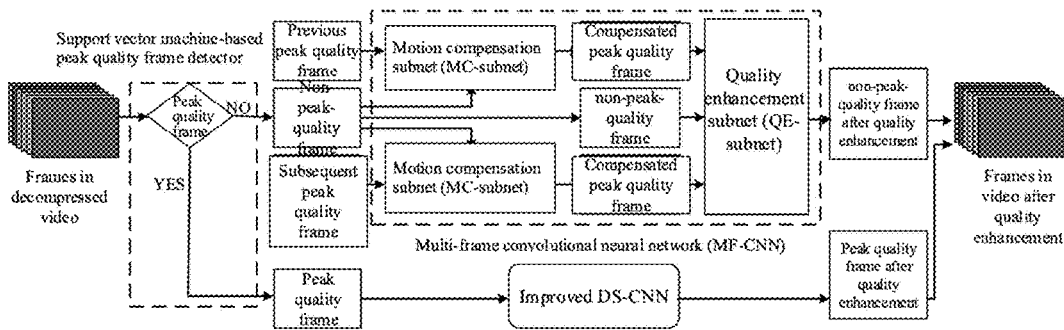 Support vector machine-based
peak quality frame detector
Frames in
decompressed
video
Peak
quality
frame
NO
YES
Previous
peak quality
frame
Non-
peak-quality
frame
Subsequent
peak
quality
frame
Motion compensation
subnet (MC-subnet)
Motion compensation
subnet (MC-subnet)
Compensated
peak quality
frame
non-peak-
quality
frame
Compensated
peak quality
frame
Quality
enhancement
subnet (QE-
subnet)
Multi-frame convolutional neural network (MF-CNN)
Peak
quality
frame
Improved DS-CNN
non-peak-
quality frame
after quality
enhancement
Peak quality
frame after
quality
enhancement
Frames in
video after
quality
enhancement